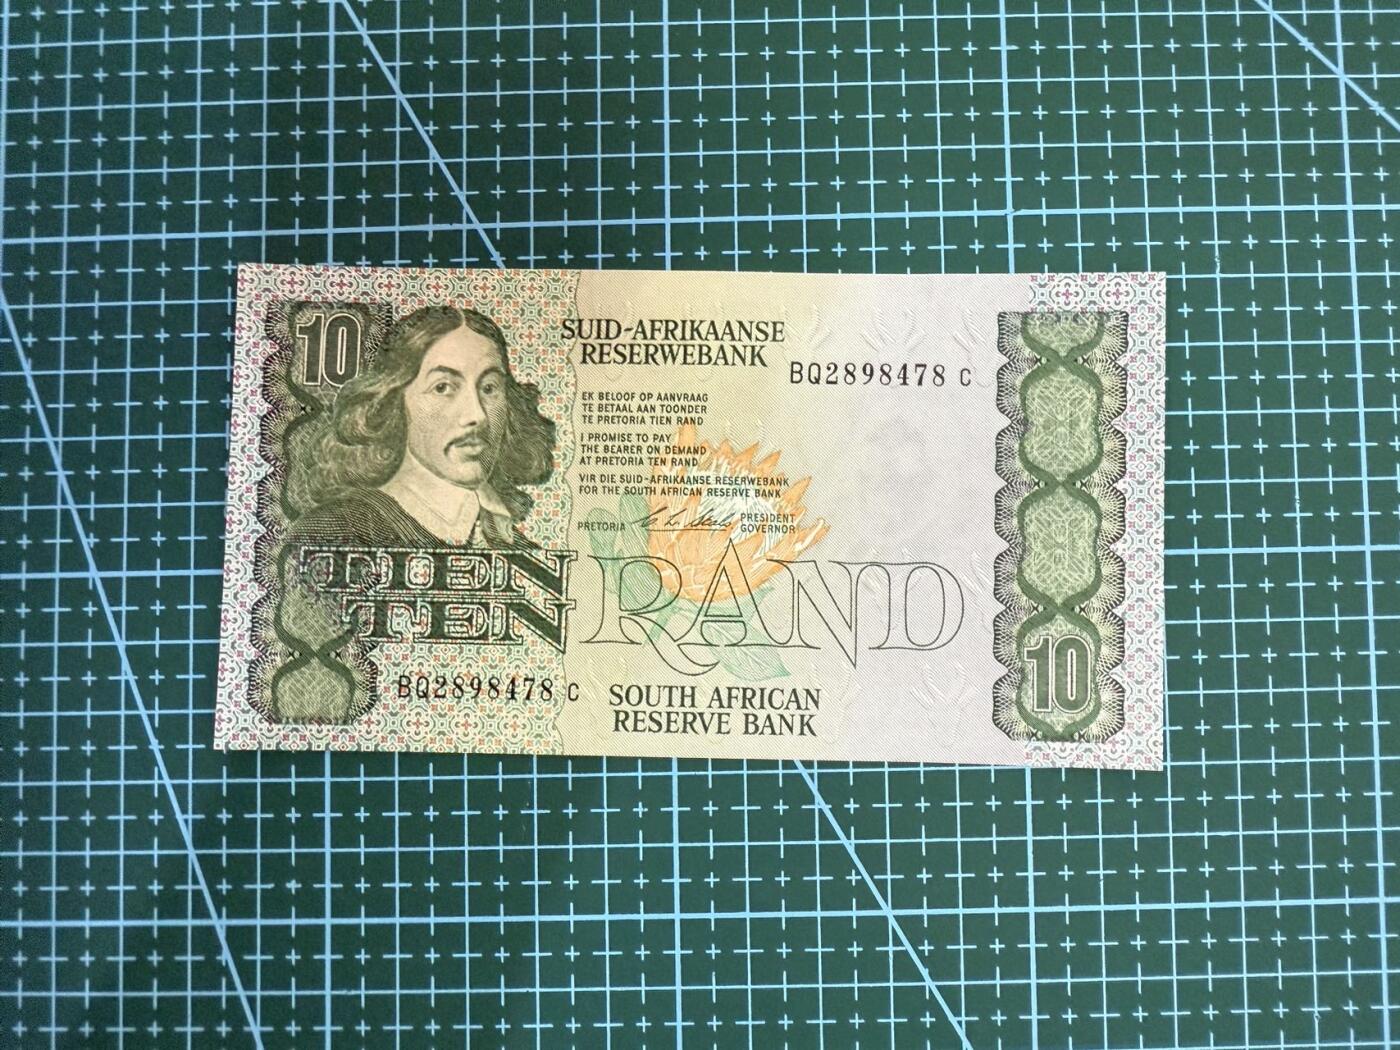 10
SUID-AFRIKAANSE
RESERWEBANK
BQ2898478 C
EK BELOOF OP AANVRAAG
TE BETAAL AAN TOONDER
TE PRETORIA TIEN RAND
I PROMISE TO PAY
THE BEARER ON DEMAND
AT PRETORIA TEN RAND
VIR DIE SUID-AFRIKAANSE RESERWEBANK
FOR THE SOUTH AFRICAN RESERVE BANK
PRETORIA
PRESIDENT
GOVERNOR
TIEN
TEN
RAND
10
BQ2898478 C
SOUTH AFRICAN
RESERVE BANK